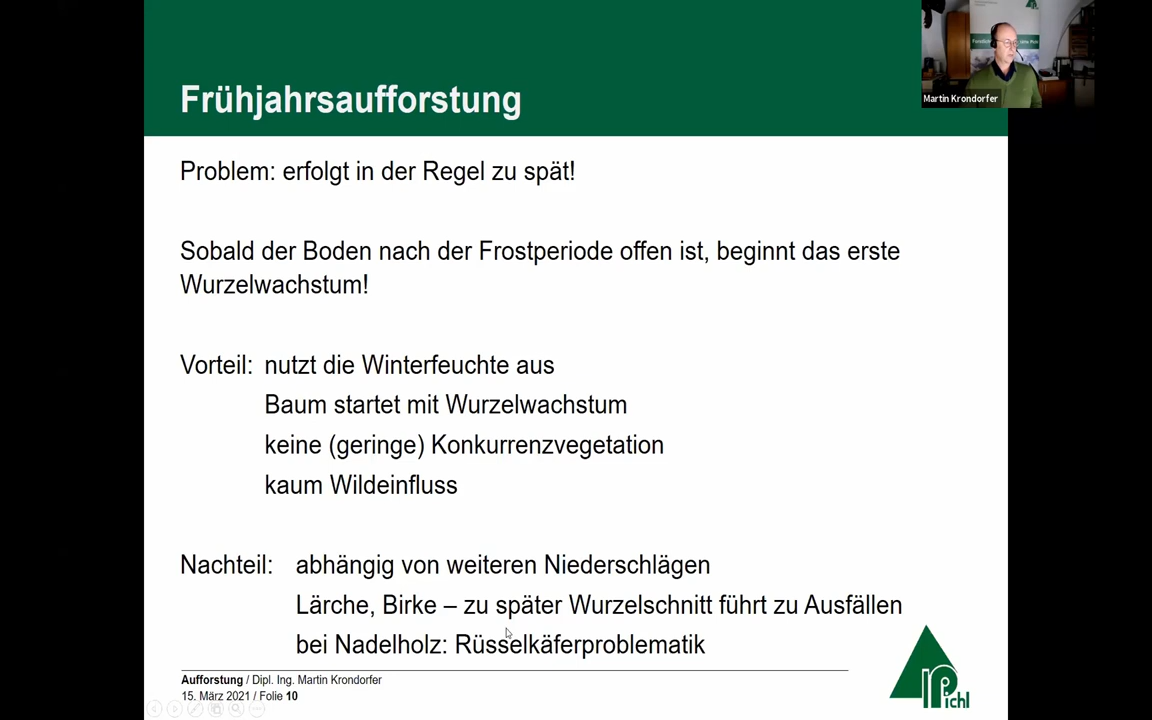 Frühjahrsaufforstung
Martin Krondorfer
Problem: erfolgt in der Regel zu spät!
Sobald der Boden nach der Frostperiode offen ist, beginnt das erste
Wurzelwachstum!
Vorteil: nutzt die Winterfeuchte aus
Baum startet mit Wurzelwachstum
keine (geringe) Konkurrenzvegetation
kaum Wildeinfluss
Nachteil: abhängig von weiteren Niederschlägen
Lärche, Birke – zu später Wurzelschnitt führt zu Ausfällen
bei Nadelholz: Rüsselkäferproblematik
Aufforstung / Dipl. Ing. Martin Krondorfer
15. März 2021 / Folie 10
Pichl